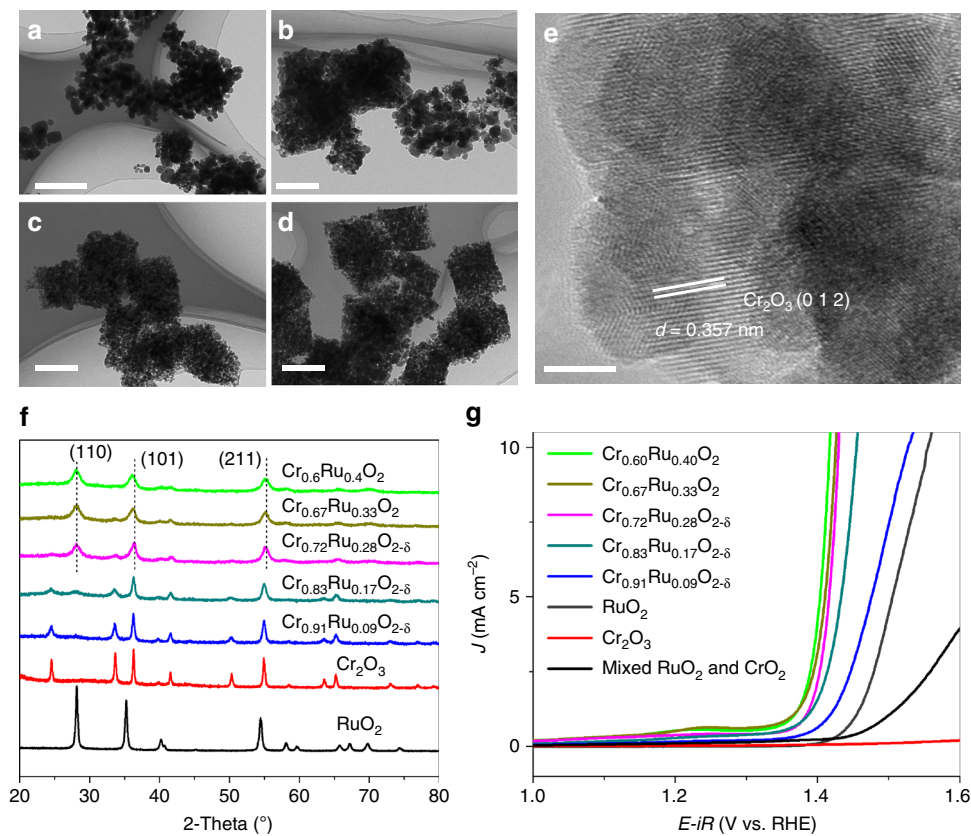 a
b
e
c
d
Cr₂O₃ (0 1 2)
d = 0.357 nm
f
g
(110)
(101)
(211)
Cr₀.₆Ru₀.₄O₂
Cr₀.₆₇Ru₀.₃₃O₂
Cr₀.₇₂Ru₀.₂₈O₂₋δ
Cr₀.₈₃Ru₀.₁₇O₂₋δ
Cr₀.₉₁Ru₀.₀₉O₂₋δ
Cr₂O₃
RuO₂
20 30 40 50 60 70 80
2-Theta (°)
10
5
0
J (mA cm⁻²)
Cr₀.₆₀Ru₀.₄₀O₂
Cr₀.₆₇Ru₀.₃₃O₂
Cr₀.₇₂Ru₀.₂₈O₂₋δ
Cr₀.₈₃Ru₀.₁₇O₂₋δ
Cr₀.₉₁Ru₀.₀₉O₂₋δ
RuO₂
Cr₂O₃
Mixed RuO₂ and CrO₂
1.0 1.2 1.4 1.6
E-iR (V vs. RHE)